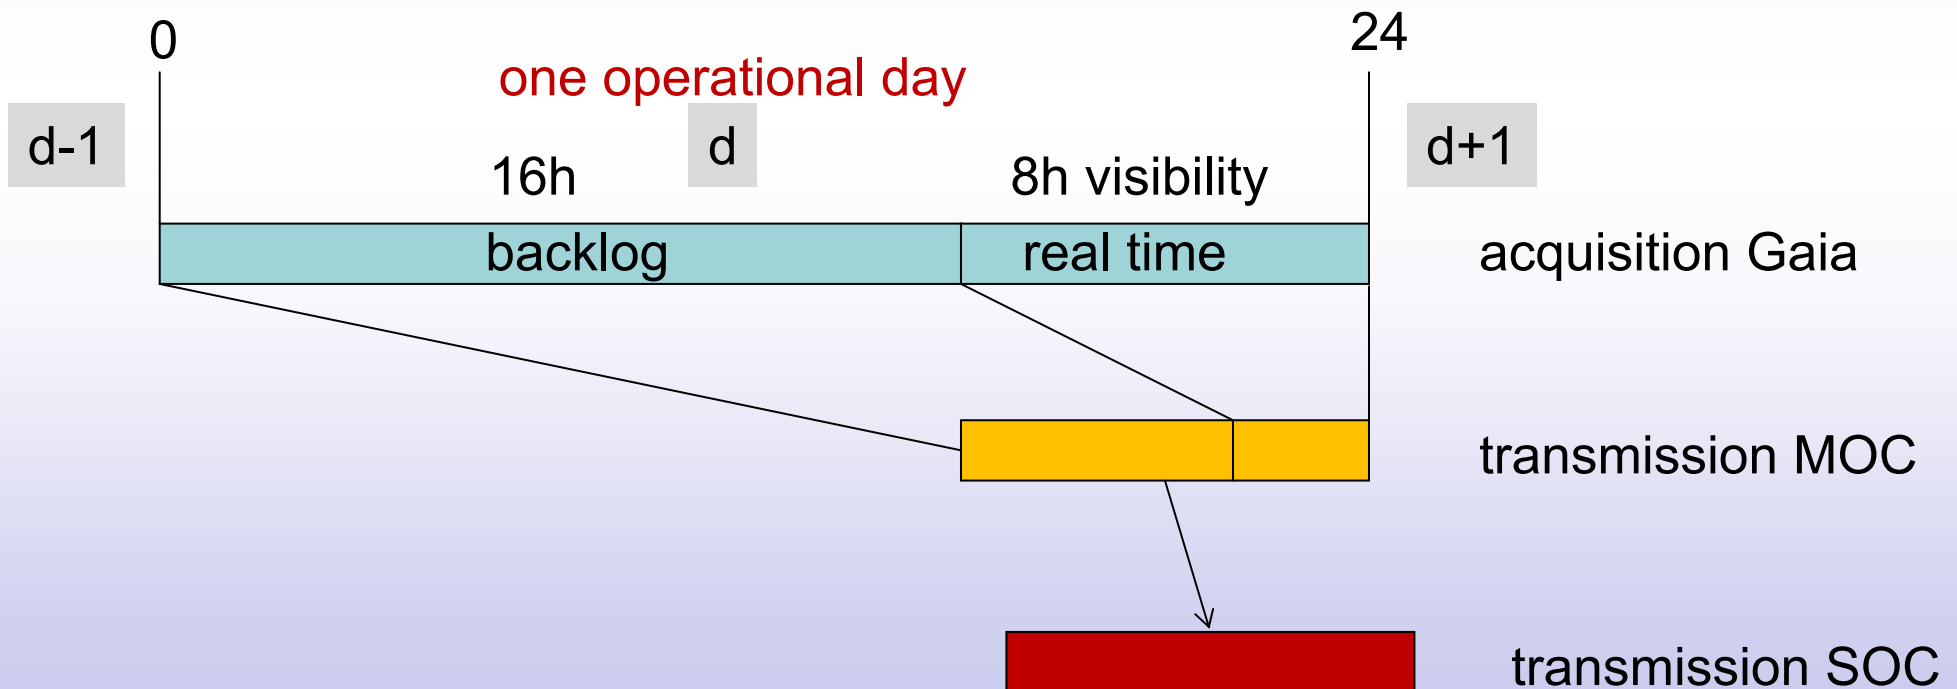 0
24
one operational day
d-1
d
d+1
16h
8h visibility
backlog
real time
acquisition Gaia
transmission MOC
transmission SOC